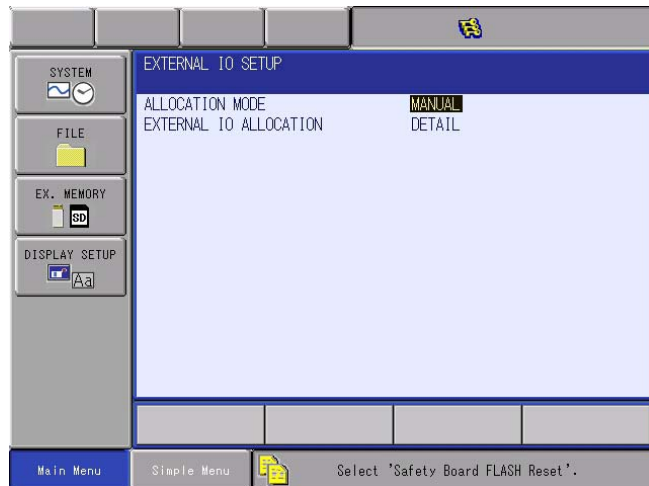 SYSTEM
FILE
EX. MEMORY
SD
DISPLAY SETUP
Aa
EXTERNAL IO SETUP
ALLOCATION MODE MANUAL
EXTERNAL IO ALLOCATION DETAIL
Main Menu
Simple Menu
Select 'Safety Board FLASH Reset'.